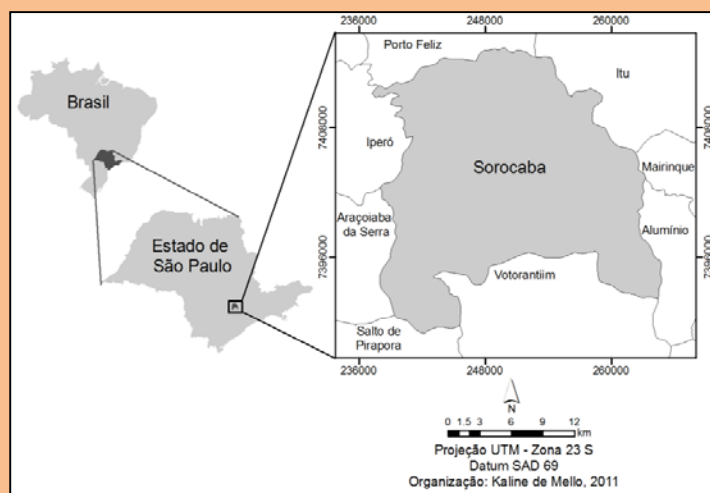 Brasil
Estado de
São Paulo
236000
248000
260000
Porto Feliz
Itu
7408000
7408000
Iperó
Sorocaba
Mairinque
Araçoiaba
da Serra
Alumínio
7396000
7396000
Votorantiim
Salto de
Pirapora
236000
248000
260000
N
0 1.5 3 6 9 12
km
Projeção UTM - Zona 23 S
Datum SAD 69
Organização: Kaline de Mello, 2011